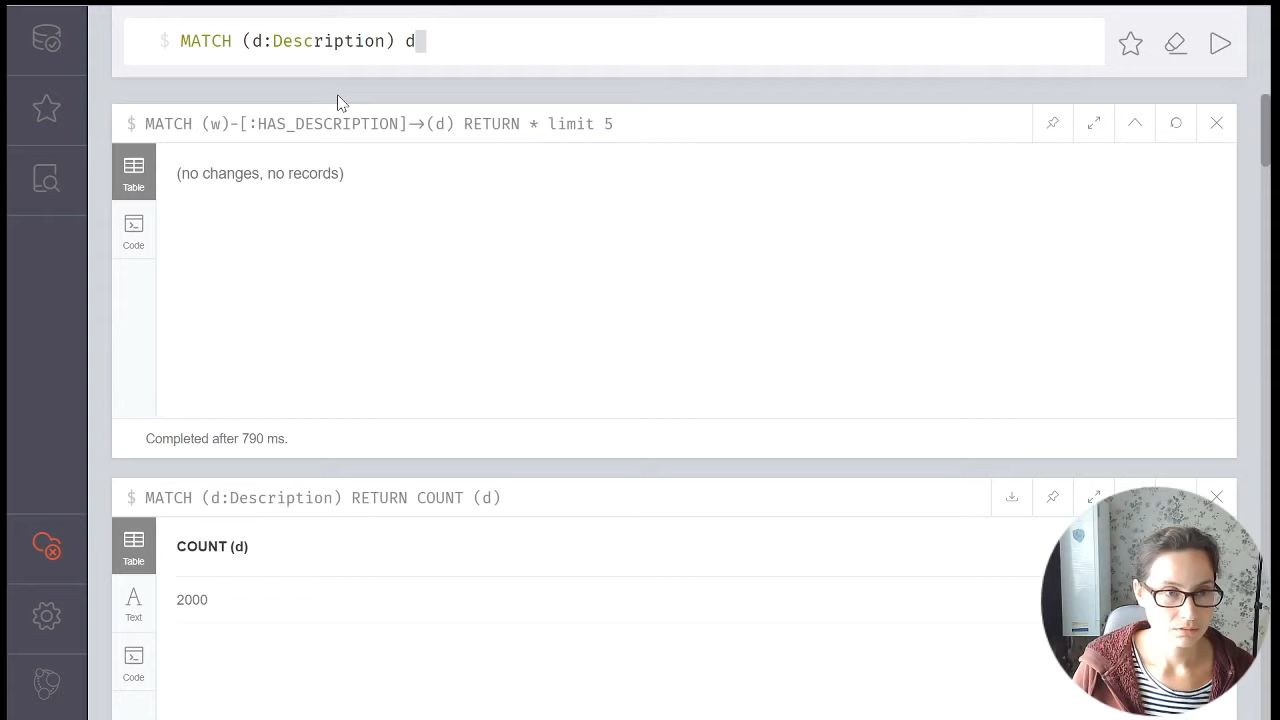 $ MATCH (d:Description) d
$ MATCH (w)-[:HAS_DESCRIPTION]->(d) RETURN * limit 5
Table
(no changes, no records)
Code
Completed after 790 ms.
$ MATCH (d:Description) RETURN COUNT (d)
Table
COUNT (d)
2000
Text
Code